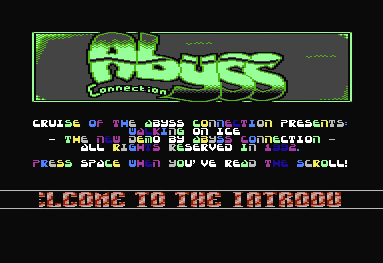 Abyss
Connection
CRUISE OF THE ABYSS CONNECTION PRESENTS:
WALKING ON ICE
- THE NEW DEMO BY ABYSS CONNECTION -
ALL RIGHTS RESERVED IN 1992.
PRESS SPACE WHEN YOU'VE READ THE SCROLL!
ELCOME TO THE INTRODU